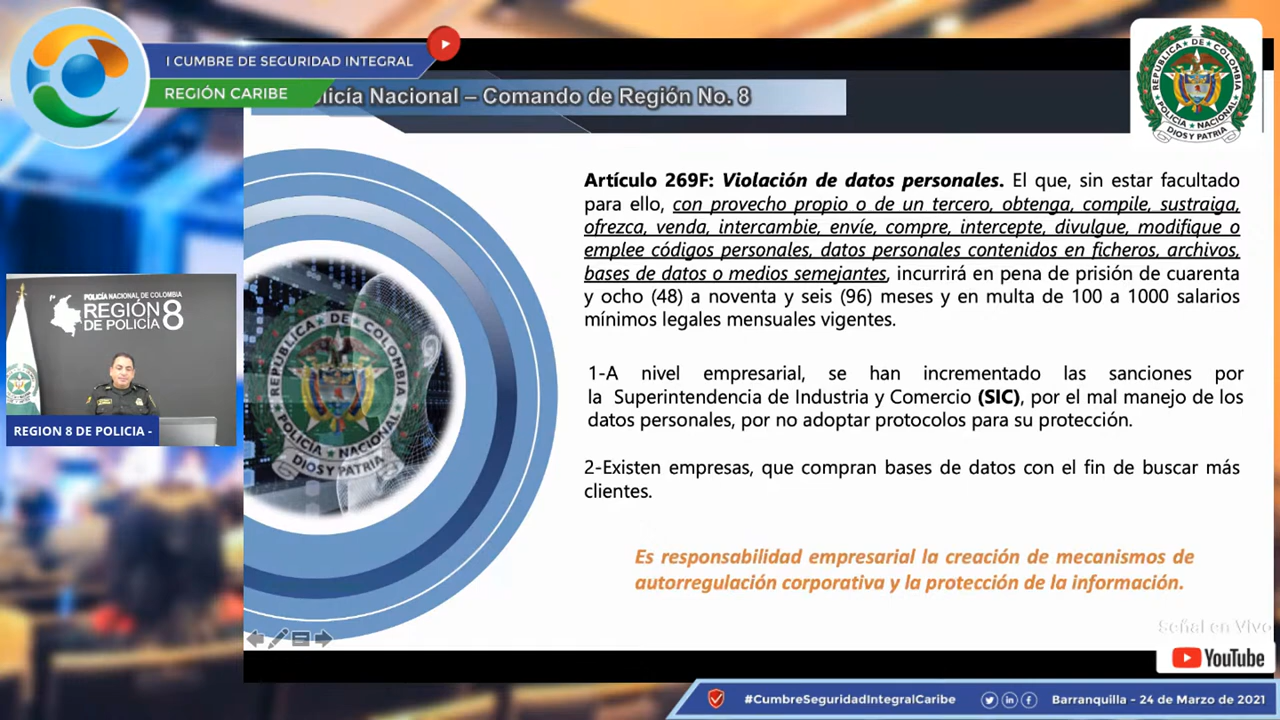 I CUMBRE DE SEGURIDAD INTEGRAL
REGIÓN CARIBE
licía Nacional – Comando de Región No. 8
REPÚBLICA DE COLOMBIA
POLICÍA NACIONAL
DIOS Y PATRIA
Artículo 269F: Violación de datos personales. El que, sin estar facultado
para ello, con provecho propio o de un tercero, obtenga, compile, sustraiga,
ofrezca, venda, intercambie, envíe, compre, intercepte, divulgue, modifique o
emplee códigos personales, datos personales contenidos en ficheros, archivos,
bases de datos o medios semejantes, incurrirá en pena de prisión de cuarenta
y ocho (48) a noventa y seis (96) meses y en multa de 100 a 1000 salarios
mínimos legales mensuales vigentes.
1-A nivel empresarial, se han incrementado las sanciones por
la Superintendencia de Industria y Comercio (SIC), por el mal manejo de los
datos personales, por no adoptar protocolos para su protección.
2-Existen empresas, que compran bases de datos con el fin de buscar más
clientes.
Es responsabilidad empresarial la creación de mecanismos de
autorregulación corporativa y la protección de la información.
REPUBLICA DE COLOMBIA
POLICIA NACIONAL
DIOS Y PATRIA
POLICÍA NACIONAL DE COLOMBIA
REGIÓN
DE POLICÍA 8
REGION 8 DE POLICIA -
Señal en Vivo
YouTube
#CumbreSeguridadIntegralCaribe
Barranquilla - 24 de Marzo de 2021